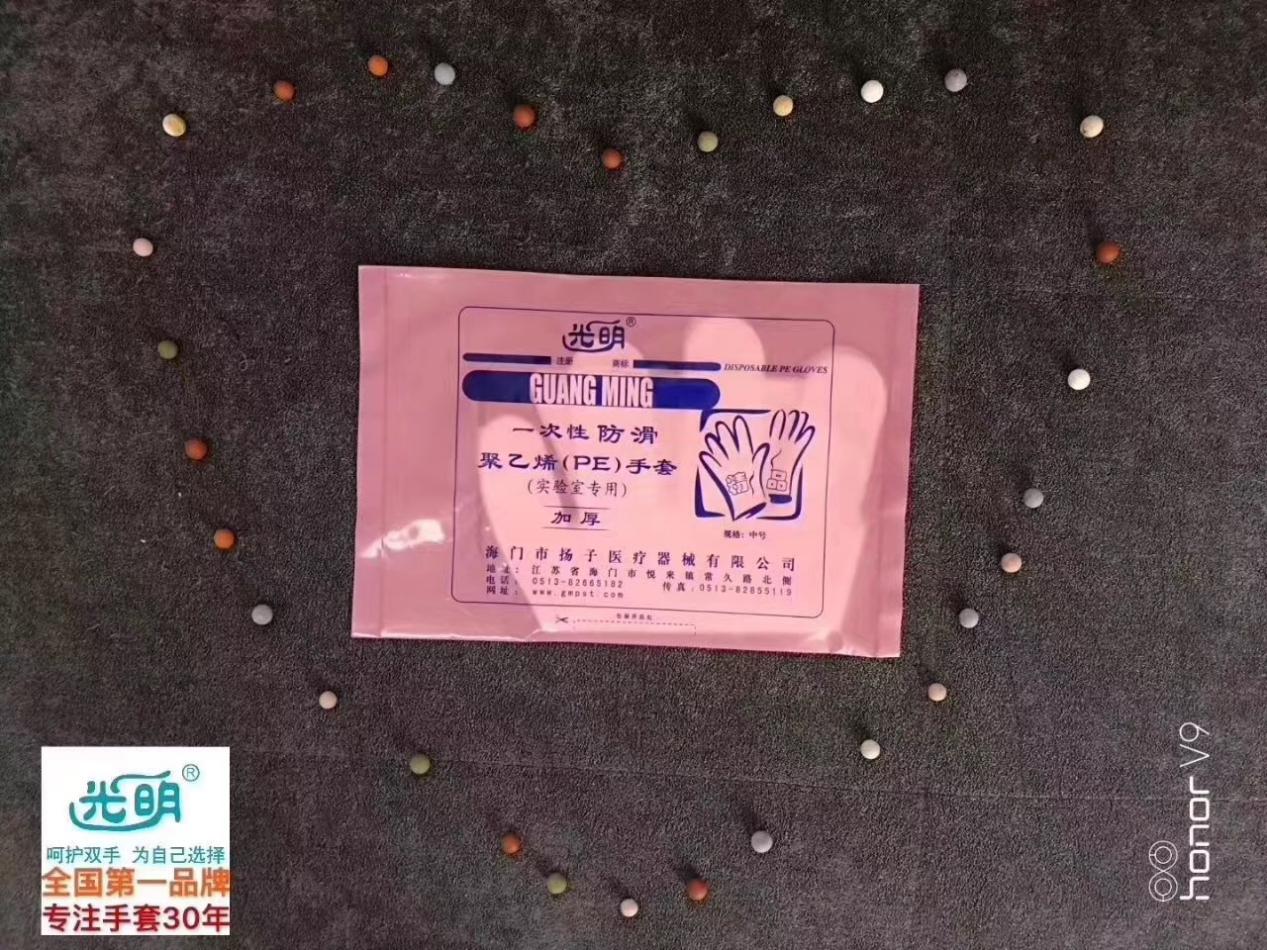 光明®
注册 商标
DISPOSABLE PE GLOVES
GUANG MING
一次性防滑
聚乙烯(PE)手套
(实验室专用)
加厚
规格：中号
海门市扬子医疗器械有限公司
地址：江苏省海门市悦来镇常久路北侧
电话：0513-82665182 传真：0513-82855119
网址：www.gmpst.com
光明®
呵护双手 为自己选择
全国第一品牌
专注手套30年
honor V9